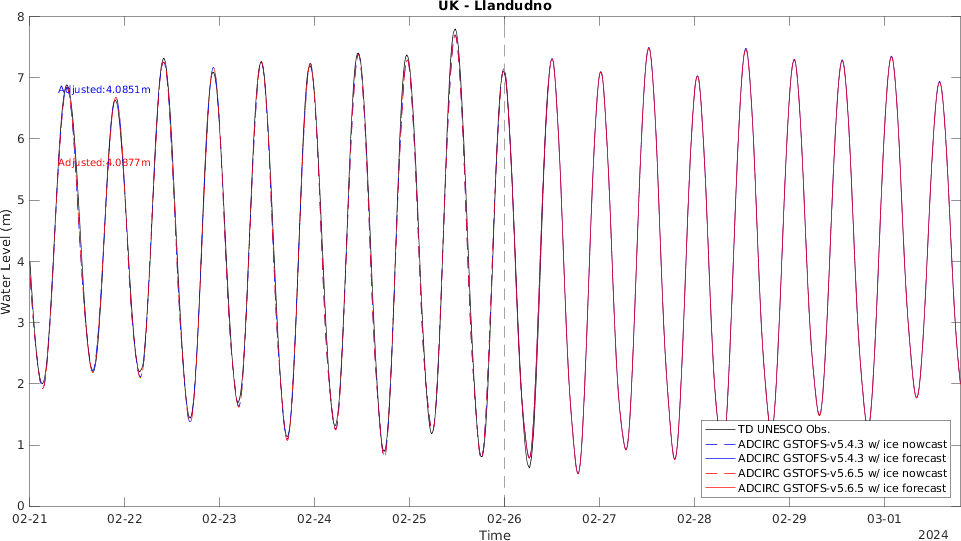 UK - Llandudno
8
7
6
5
4
3
2
1
0
Water Level (m)
Adjusted:4.0851m
Adjusted:4.0877m
TD UNESCO Obs.
ADCIRC GSTOFS-v5.4.3 w/ ice nowcast
ADCIRC GSTOFS-v5.4.3 w/ ice forecast
ADCIRC GSTOFS-v5.6.5 w/ ice nowcast
ADCIRC GSTOFS-v5.6.5 w/ ice forecast
02-21 02-22 02-23 02-24 02-25 02-26 02-27 02-28 02-29 03-01
Time
2024